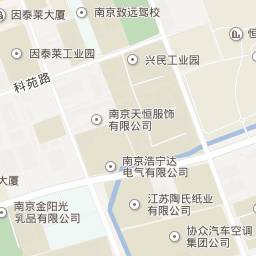 因泰莱大厦
南京致远驾校
恒
因泰莱工业园
兴民工业园
科苑路
南京天恒服饰
有限公司
南京浩宁达
电气有限公司
大厦
南京金阳光
乳品有限公司
江苏陶氏纸业
有限公司
协众汽车空调
集团公司